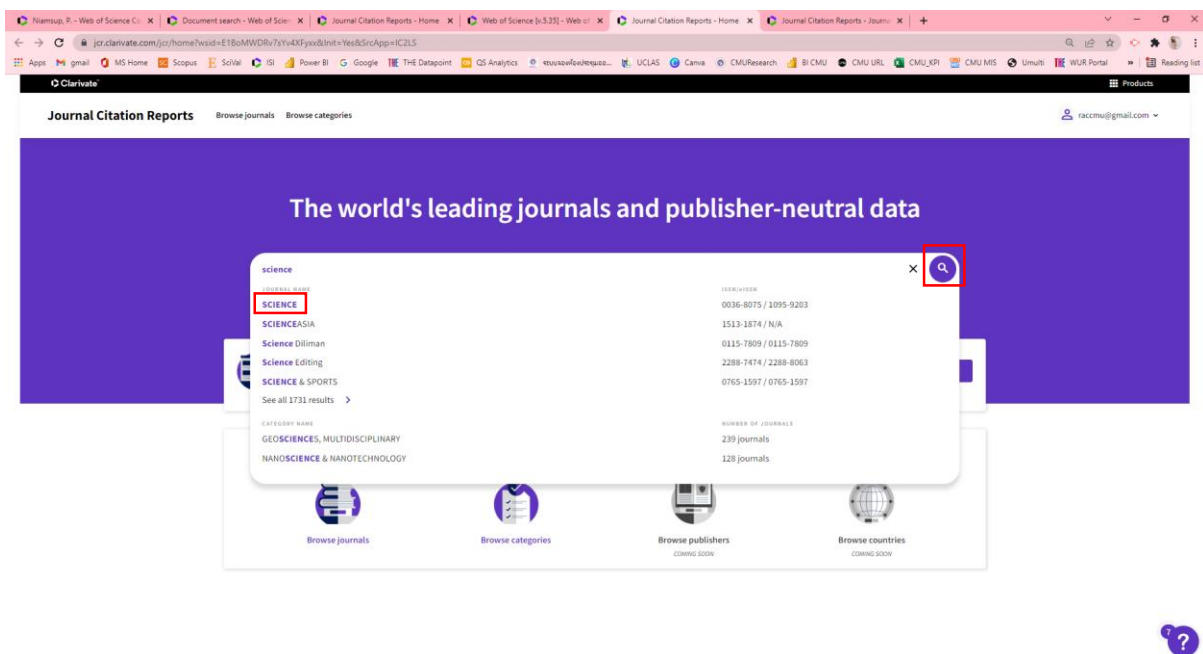 Niamsup, P. - Web of Science Co
Document search - Web of Scien
Journal Citation Reports - Home
Web of Science [v.5.35] - Web of
Journal Citation Reports - Home
Journal Citation Reports - Journa
jcr.clarivate.com/jcr/home?wsid=E1BoMWDRv7sYv4XFyxx&Init=Yes&SrcApp=IC2LS
Apps gmail MS Home Scopus SciVal ISI Power BI Google THE Datapoint QS Analytics UCLAS Canva CMUResearch BI CMU CMU URL CMU_KPI CMU MIS Umulti WUR Portal » Reading list
Clarivate
Products
Journal Citation Reports Browse journals Browse categories raccmu@gmail.com
The world's leading journals and publisher-neutral data
science
JOURNAL NAME ISSN/eISSN
SCIENCE 0036-8075 / 1095-9203
SCIENCEASIA 1513-1874 / N/A
Science Diliman 0115-7809 / 0115-7809
Science Editing 2288-7474 / 2288-8063
SCIENCE & SPORTS 0765-1597 / 0765-1597
See all 1731 results
CATEGORY NAME NUMBER OF JOURNALS
GEOSCIENCES, MULTIDISCIPLINARY 239 journals
NANOSCIENCE & NANOTECHNOLOGY 128 journals
Browse journals
Browse categories
Browse publishers
COMING SOON
Browse countries
COMING SOON
7
?